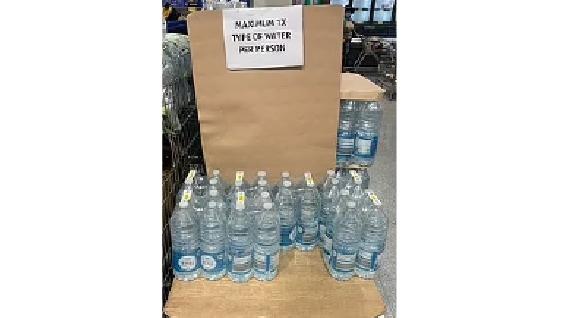 MAXIMUM 1X
TYPE OF WATER
PER PERSON